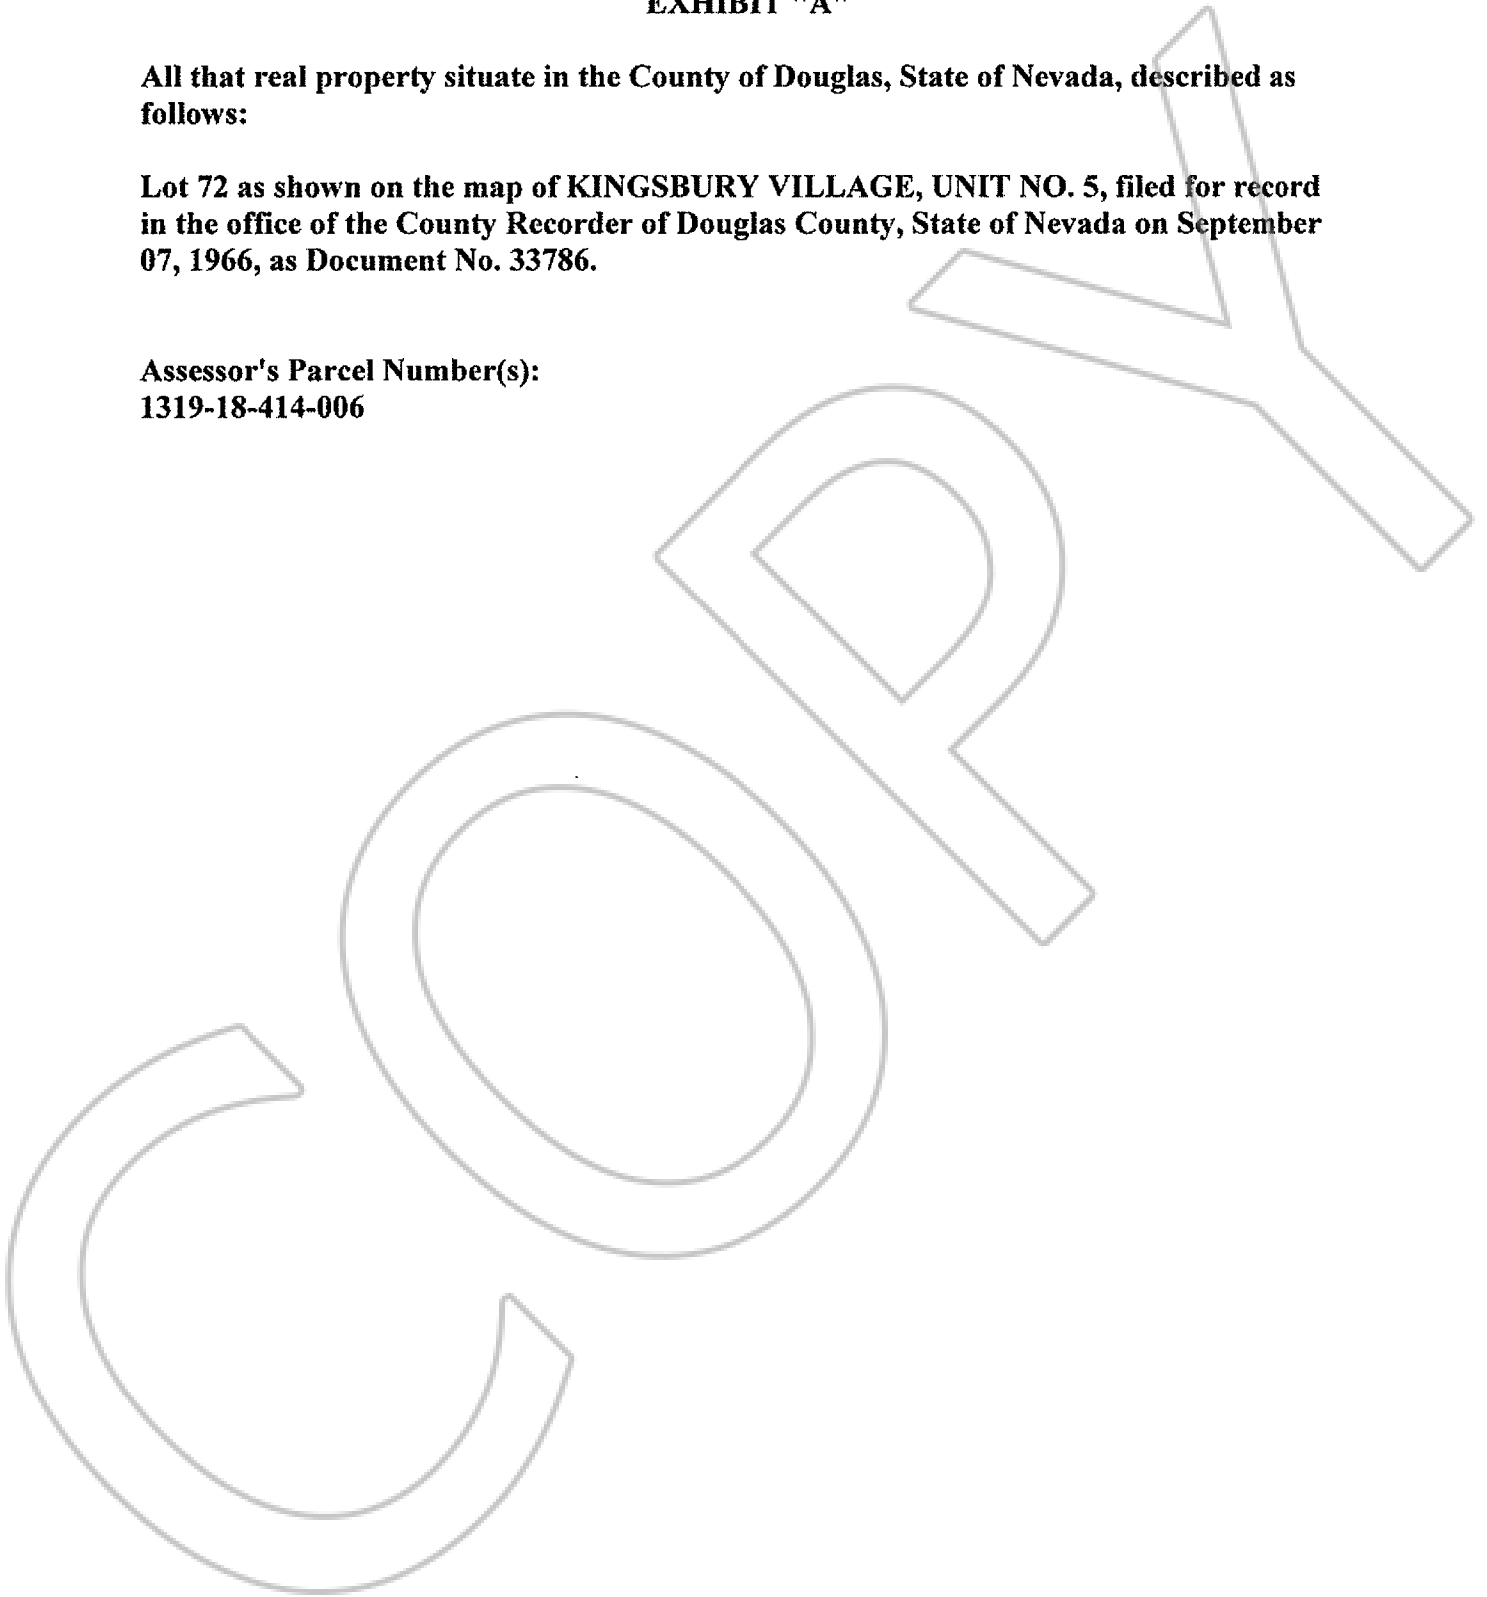 EXHIBIT "A"
All that real property situate in the County of Douglas, State of Nevada, described as
follows:
Lot 72 as shown on the map of KINGSBURY VILLAGE, UNIT NO. 5, filed for record
in the office of the County Recorder of Douglas County, State of Nevada on September
07, 1966, as Document No. 33786.
Assessor's Parcel Number(s):
1319-18-414-006
COPY